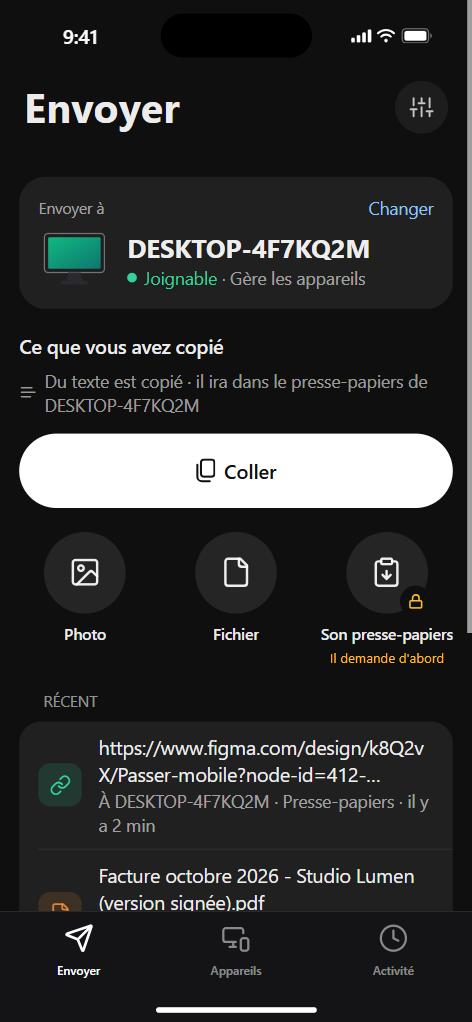 9:41
Envoyer
Envoyer à
Changer
DESKTOP-4F7KQ2M
Joignable · Gère les appareils
Ce que vous avez copié
Du texte est copié · il ira dans le presse-papiers de
DESKTOP-4F7KQ2M
Coller
Photo
Fichier
Son presse-papiers
Il demande d'abord
RÉCENT
https://www.figma.com/design/k8Q2v
X/Passer-mobile?node-id=412-...
À DESKTOP-4F7KQ2M · Presse-papiers · il y
a 2 min
Facture octobre 2026 - Studio Lumen
(version signée).pdf
Envoyer
Appareils
Activité